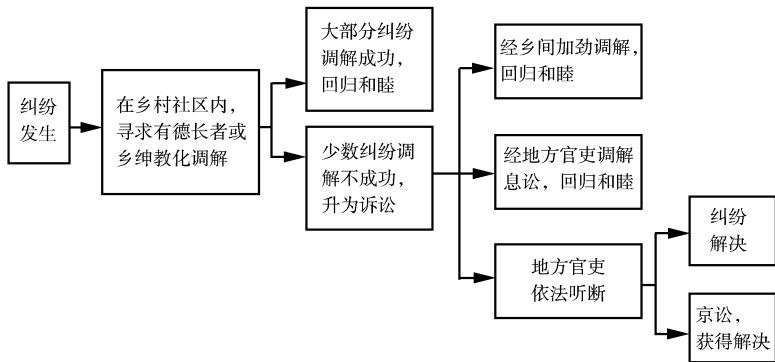 纠纷
发生
在乡村社区内，
寻求有德长者或
乡绅教化调解
大部分纠纷
调解成功，
回归和睦
少数纠纷调
解不成功，
升为诉讼
经乡间加劲调解，
回归和睦
经地方官吏调解
息讼，回归和睦
地方官吏
依法听断
纠纷
解决
京讼，
获得解决